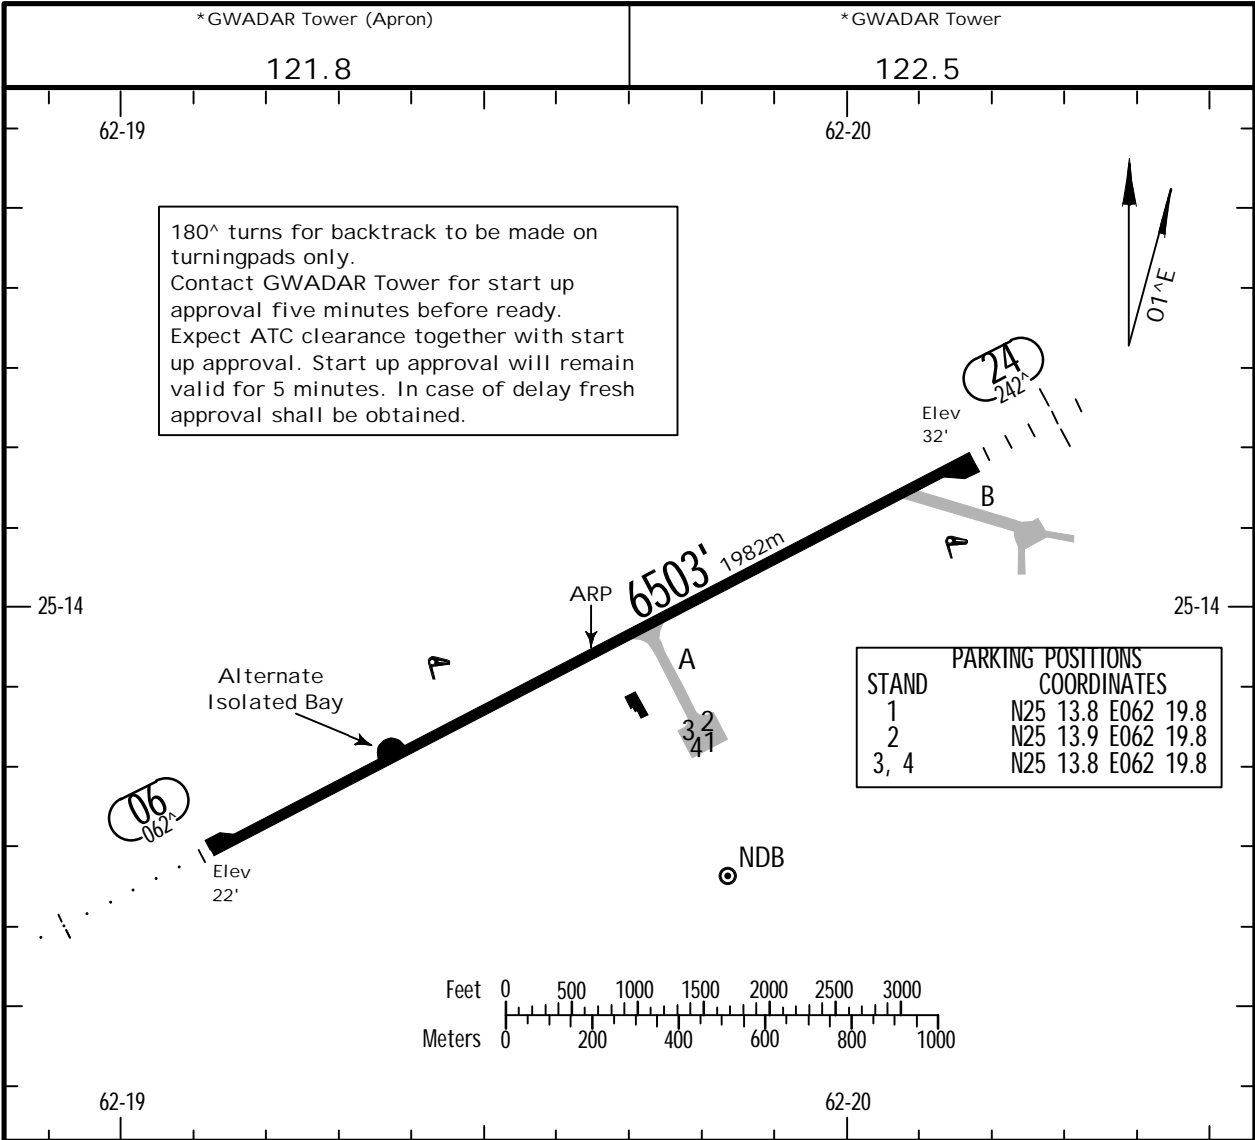 *GWADAR Tower (Apron)
*GWADAR Tower
121.8
122.5
62-19
62-20
180^ turns for backtrack to be made on
turningpads only.
Contact GWADAR Tower for start up
approval five minutes before ready.
Expect ATC clearance together with start
up approval. Start up approval will remain
valid for 5 minutes. In case of delay fresh
approval shall be obtained.
01^E
24
242^
Elev
32'
B
6503' 1982m
ARP
25-14
25-14
A
Alternate
Isolated Bay
3 2
4 1
PARKING POSITIONS
STAND COORDINATES
1 N25 13.8 E062 19.8
2 N25 13.9 E062 19.8
3, 4 N25 13.8 E062 19.8
06
062^
Elev
22'
NDB
Feet 0 500 1000 1500 2000 2500 3000
Meters 0 200 400 600 800 1000
62-19
62-20